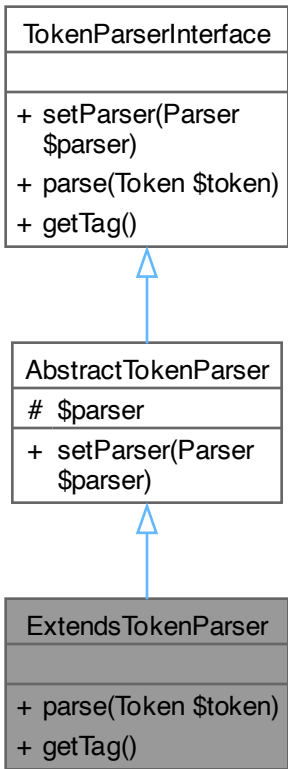 TokenParserInterface
+ setParser(Parser
$parser)
+ parse(Token $token)
+ getTag()
AbstractTokenParser
# $parser
+ setParser(Parser
$parser)
ExtendsTokenParser
+ parse(Token $token)
+ getTag()